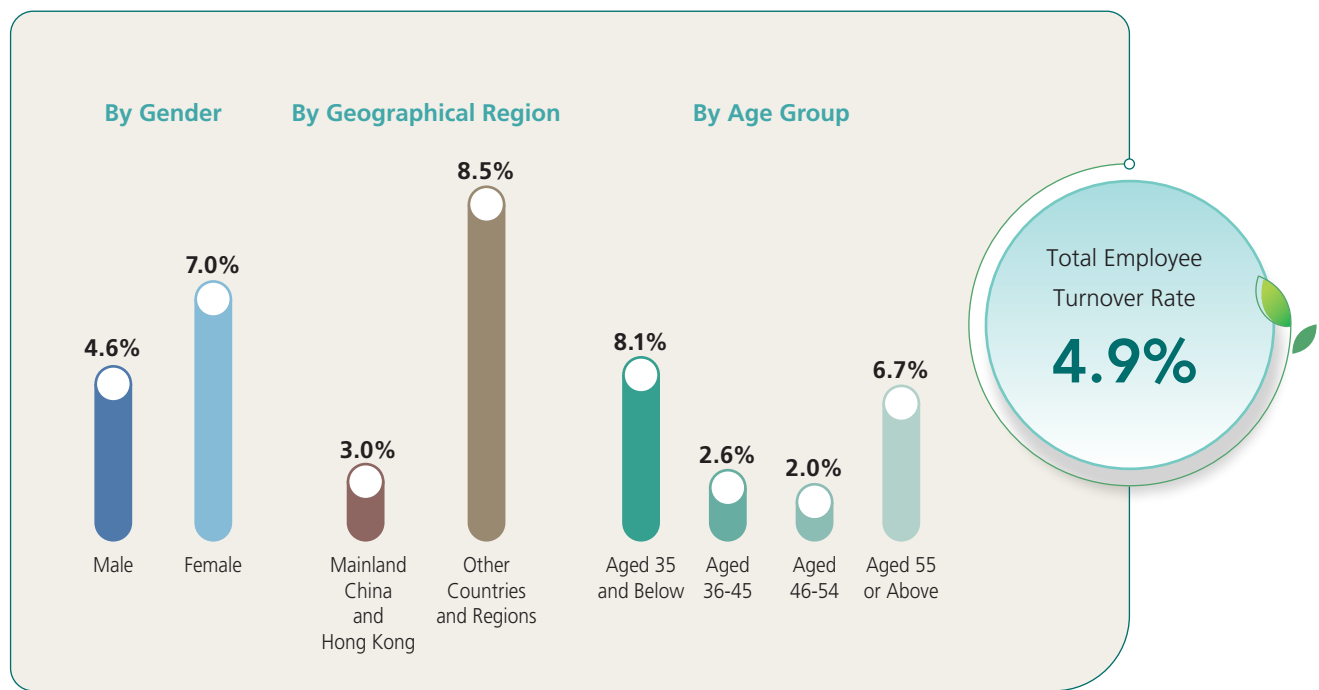 By Gender
4.6%
7.0%
Male
Female
By Geographical Region
3.0%
8.5%
Mainland
China
and
Hong Kong
Other
Countries
and Regions
By Age Group
8.1%
2.6%
2.0%
6.7%
Aged 35
and Below
Aged
36-45
Aged
46-54
Aged 55
or Above
Total Employee
Turnover Rate
4.9%